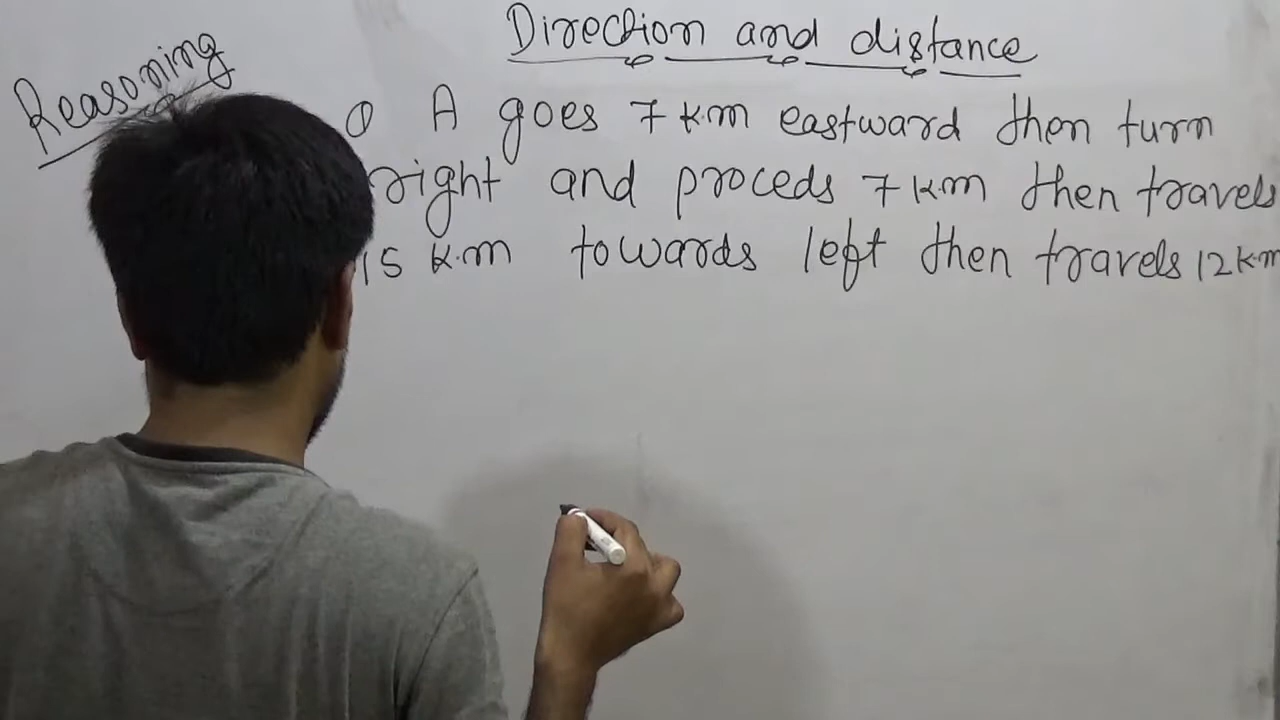 Direction and distance
Reasoning
Q A goes 7 km eastward then turn
right and proceds 7 km then travels
15 k.m towards left then travels 12 km